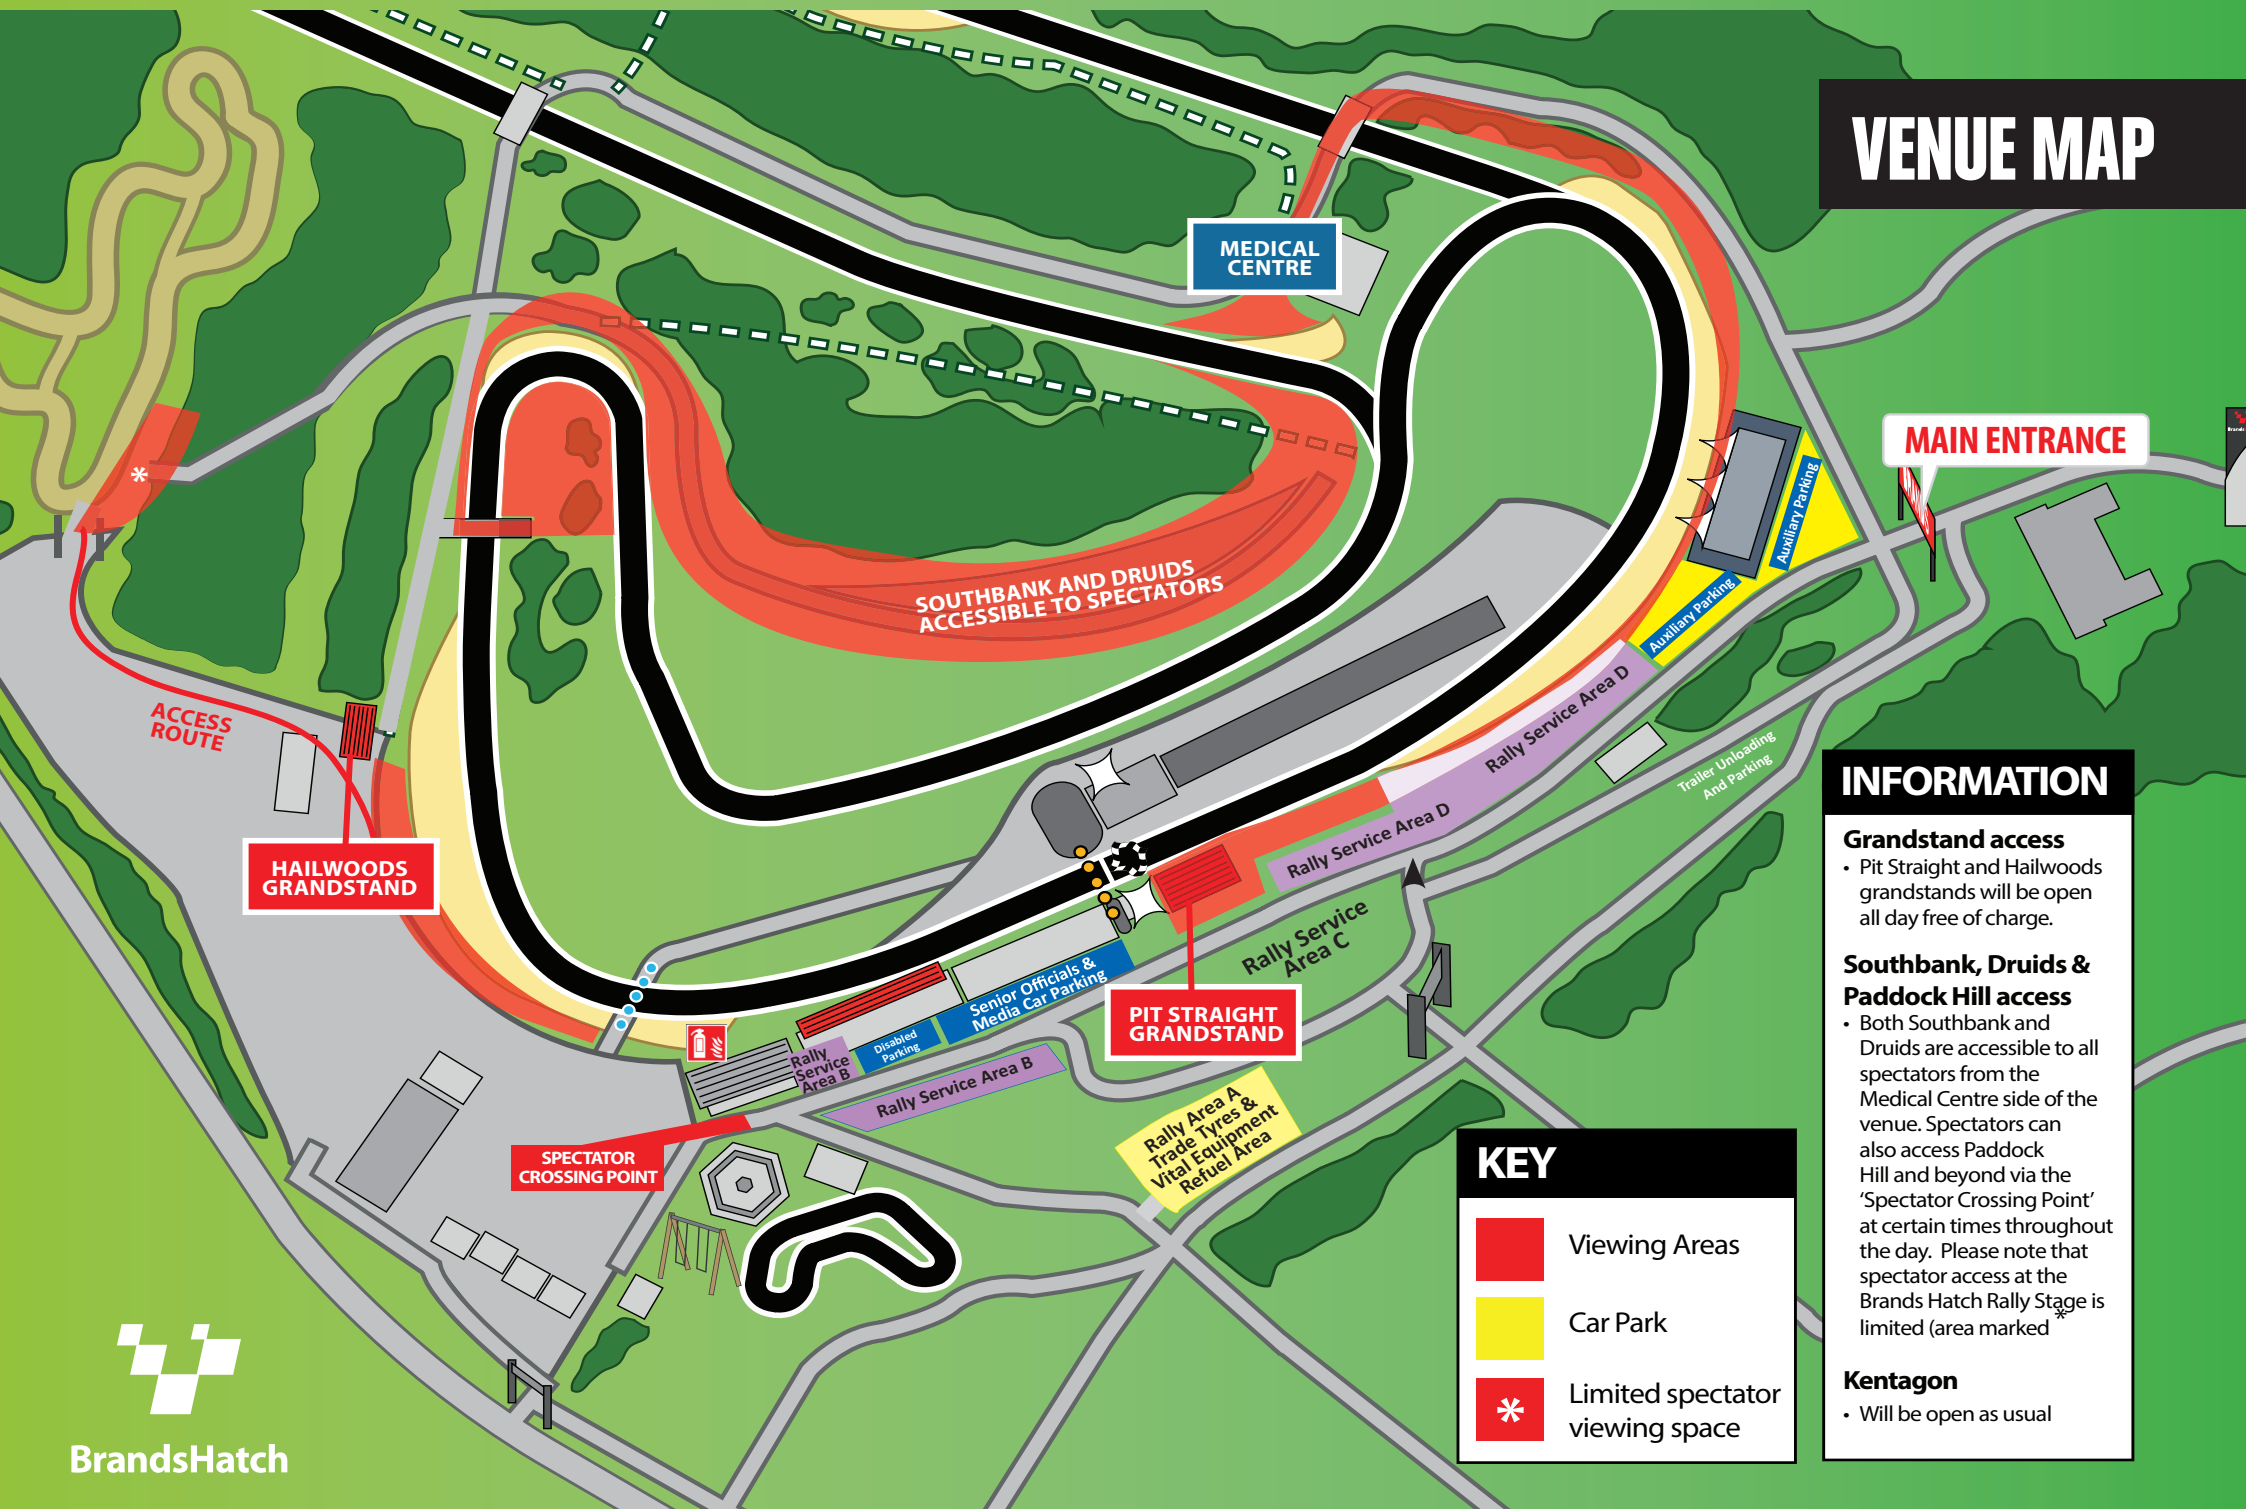 VENUE MAP
MEDICAL
CENTRE
MAIN ENTRANCE
Auxiliary Parking
Auxiliary Parking
SOUTHBANK AND DRUIDS
ACCESSIBLE TO SPECTATORS
ACCESS
ROUTE
HAILWOODS
GRANDSTAND
Rally Service Area D
Rally Service Area D
Trailer Unloading
And Parking
Rally Service
Area C
Senior Officials &
Media Car Parking
Disabled
Parking
Rally
Service
Area B
Rally Service Area B
PIT STRAIGHT
GRANDSTAND
Rally Area A
Trade Tyres &
Vital Equipment
Refuel Area
SPECTATOR
CROSSING POINT
BrandsHatch
KEY
Viewing Areas
Car Park
*
Limited spectator
viewing space
INFORMATION
Grandstand access
• Pit Straight and Hailwoods
grandstands will be open
all day free of charge.
Southbank, Druids &
Paddock Hill access
• Both Southbank and
Druids are accessible to all
spectators from the
Medical Centre side of the
venue. Spectators can
also access Paddock
Hill and beyond via the
‘Spectator Crossing Point’
at certain times throughout
the day. Please note that
spectator access at the
Brands Hatch Rally Stage is
limited (area marked *
Kentagon
• Will be open as usual
*